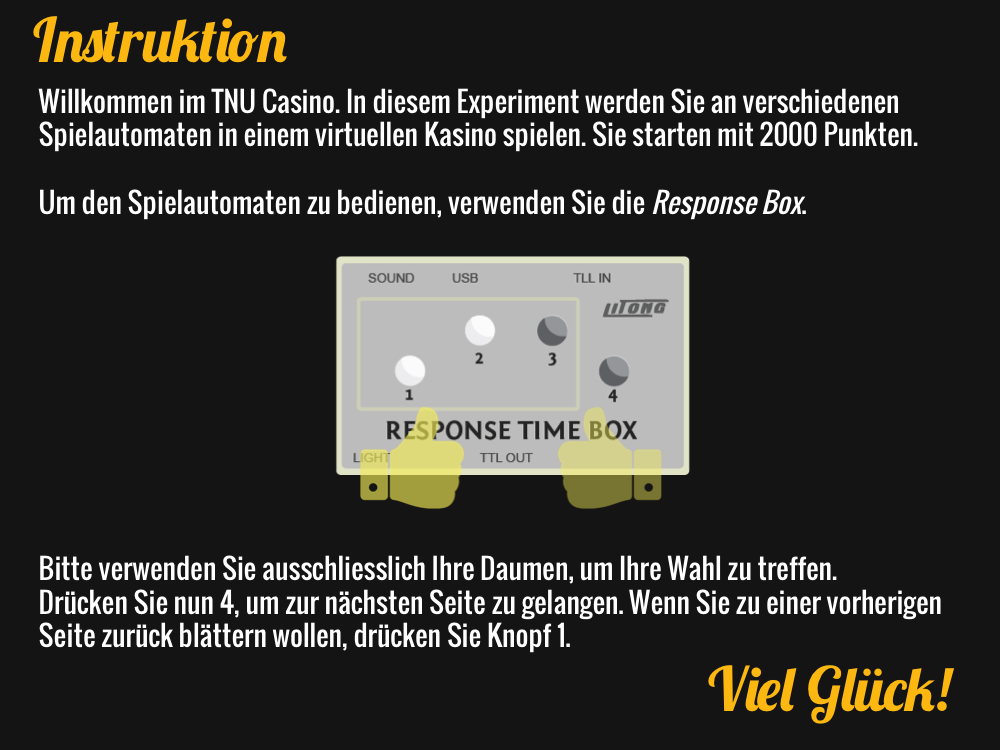 Instruktion
Willkommen im TNU Casino. In diesem Experiment werden Sie an verschiedenen
Spielautomaten in einem virtuellen Kasino spielen. Sie starten mit 2000 Punkten.
Um den Spielautomaten zu bedienen, verwenden Sie die Response Box.
SOUND USB TLL IN
LiTong
2 3
1 4
RESPONSE TIME BOX
LIGHT TTL OUT
Bitte verwenden Sie ausschliesslich Ihre Daumen, um Ihre Wahl zu treffen.
Drücken Sie nun 4, um zur nächsten Seite zu gelangen. Wenn Sie zu einer vorherigen
Seite zurück blättern wollen, drücken Sie Knopf 1.
Viel Glück!